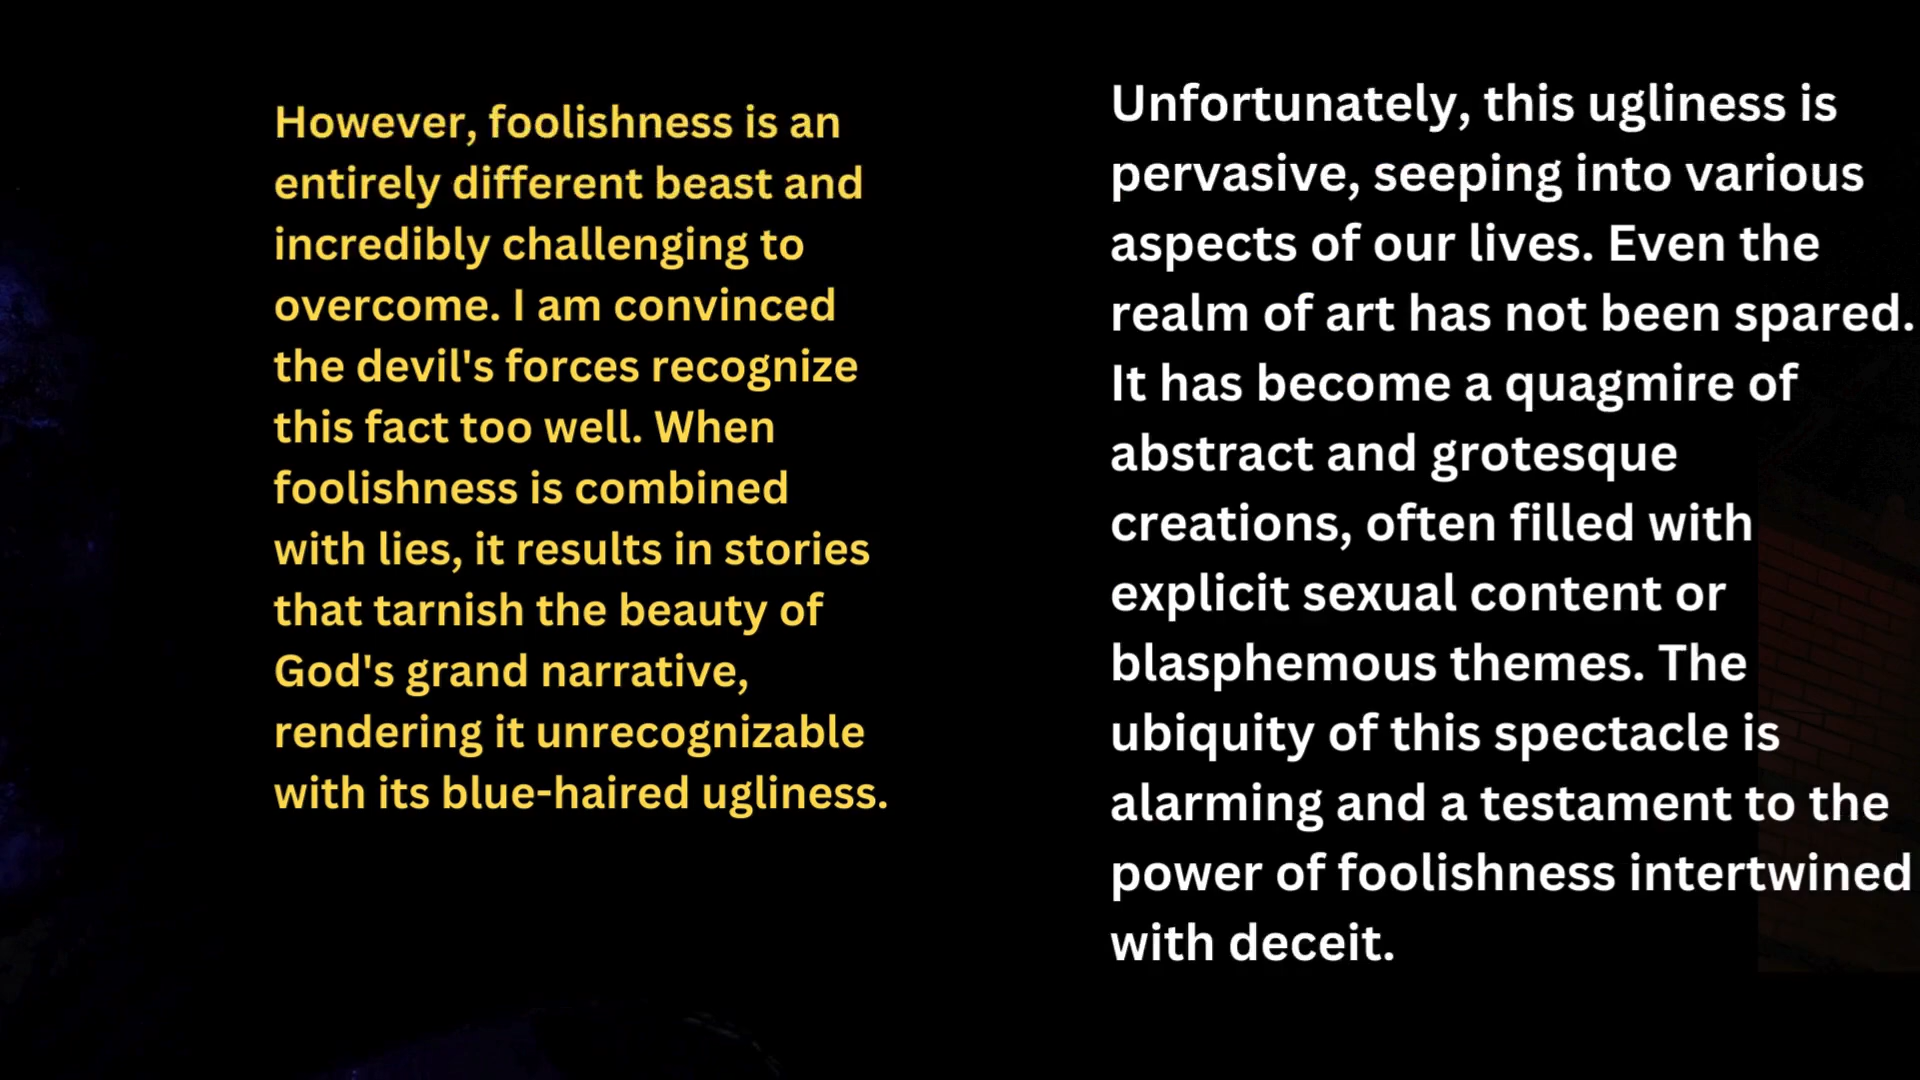 However, foolishness is an
entirely different beast and
incredibly challenging to
overcome. I am convinced
the devil's forces recognize
this fact too well. When
foolishness is combined
with lies, it results in stories
that tarnish the beauty of
God's grand narrative,
rendering it unrecognizable
with its blue-haired ugliness.
Unfortunately, this ugliness is
pervasive, seeping into various
aspects of our lives. Even the
realm of art has not been spared.
It has become a quagmire of
abstract and grotesque
creations, often filled with
explicit sexual content or
blasphemous themes. The
ubiquity of this spectacle is
alarming and a testament to the
power of foolishness intertwined
with deceit.